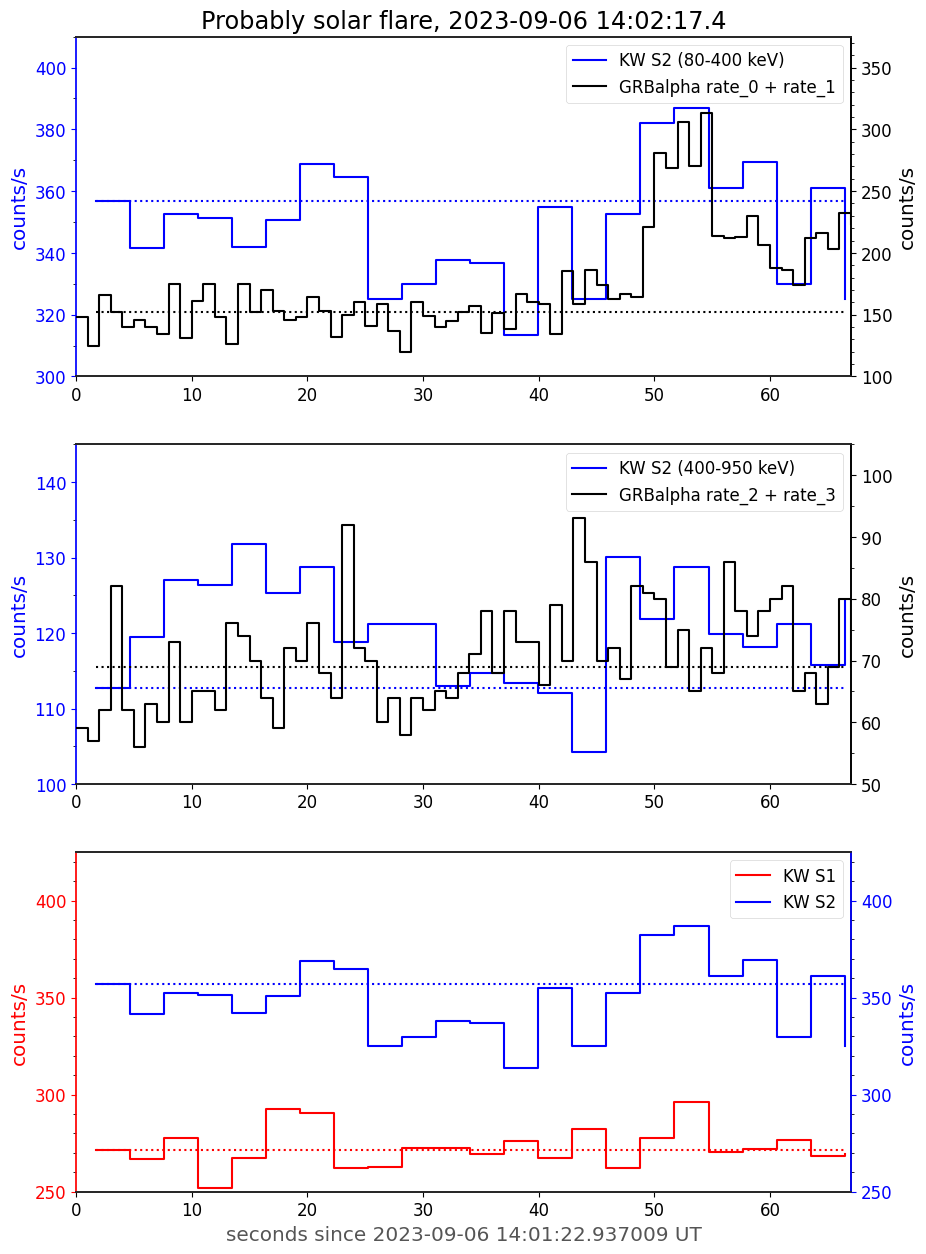 Probably solar flare, 2023-09-06 14:02:17.4
KW S2 (80-400 keV)
GRBalpha rate_0 + rate_1
400
380
360
340
320
300
counts/s
350
300
250
200
150
100
counts/s
0 10 20 30 40 50 60
KW S2 (400-950 keV)
GRBalpha rate_2 + rate_3
140
130
120
110
100
counts/s
100
90
80
70
60
50
counts/s
0 10 20 30 40 50 60
KW S1
KW S2
400
350
300
250
counts/s
400
350
300
250
counts/s
0 10 20 30 40 50 60
seconds since 2023-09-06 14:01:22.937009 UT